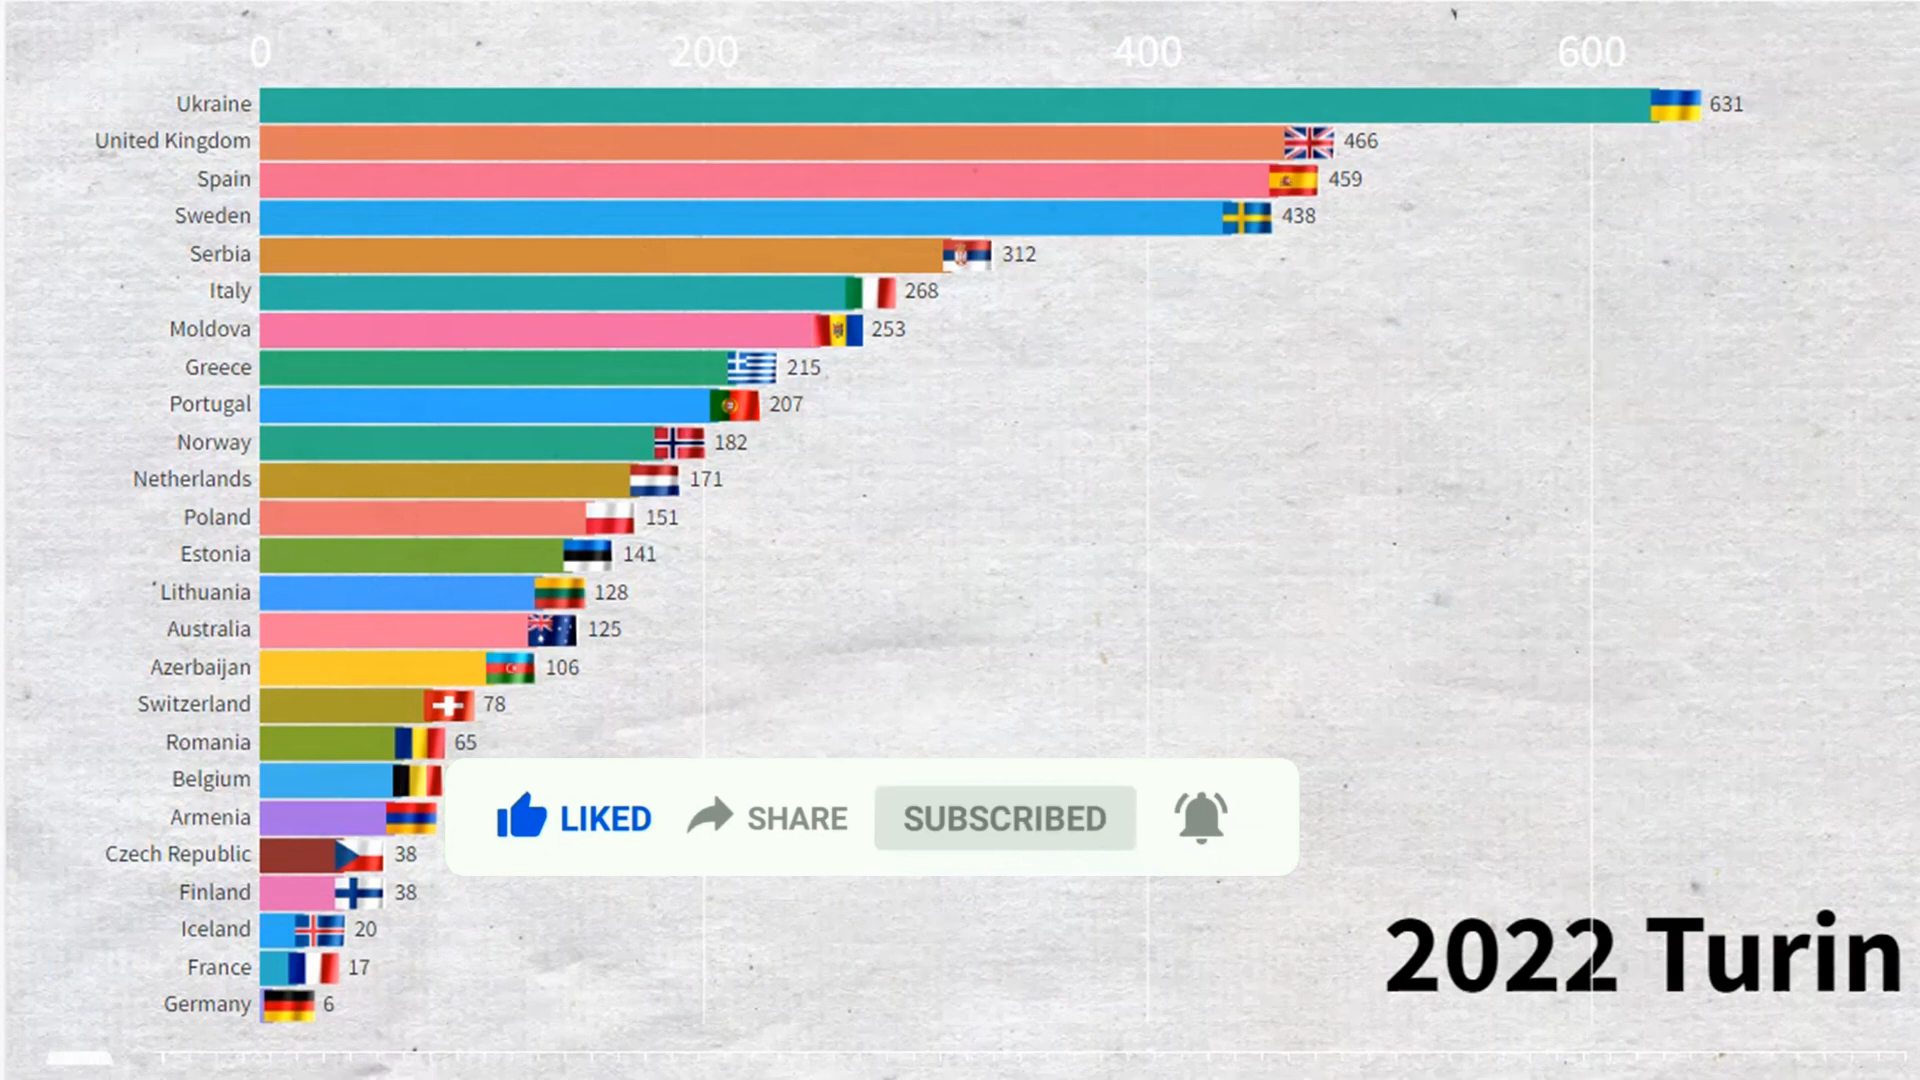 0 200 400 600
Ukraine 631
United Kingdom 466
Spain 459
Sweden 438
Serbia 312
Italy 268
Moldova 253
Greece 215
Portugal 207
Norway 182
Netherlands 171
Poland 151
Estonia 141
Lithuania 128
Australia 125
Azerbaijan 106
Switzerland 78
Romania 65
Belgium
Armenia
LIKED SHARE SUBSCRIBED
Czech Republic 38
Finland 38
Iceland 20
France 17
Germany 6
2022 Turin